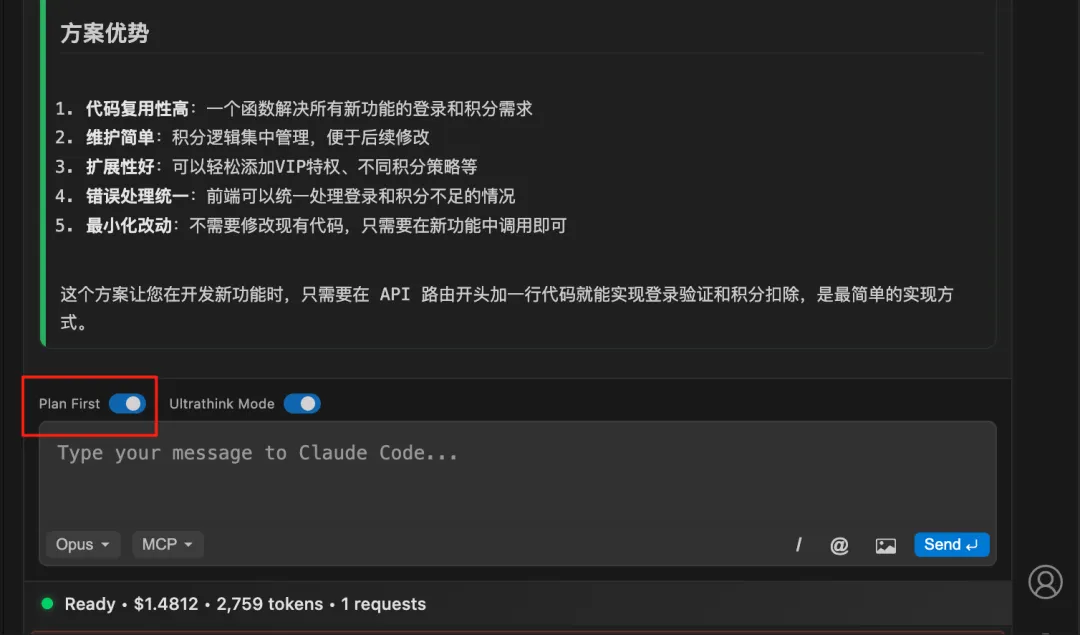 方案优势
1. 代码复用性高：一个函数解决所有新功能的登录和积分需求
2. 维护简单：积分逻辑集中管理，便于后续修改
3. 扩展性好：可以轻松添加VIP特权、不同积分策略等
4. 错误处理统一：前端可以统一处理登录和积分不足的情况
5. 最小化改动：不需要修改现有代码，只需要在新功能中调用即可
这个方案让您在开发新功能时，只需要在 API 路由开头加一行代码就能实现登录验证和积分扣除，是最简单的实现方
式。
Plan First Ultrathink Mode
Type your message to Claude Code...
Opus MCP / @ Send ↵
Ready • $1.4812 • 2,759 tokens • 1 requests